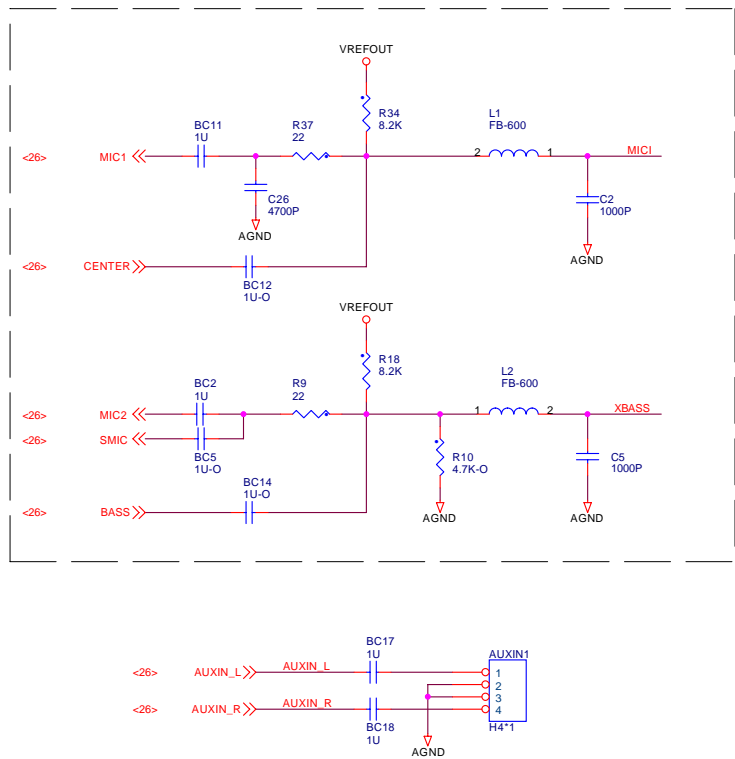 VREFOUT
R34
8.2K
BC11
1U
R37
22
L1
FB-600
<26>
MIC1
2
1
MICI
C26
4700P
C2
1000P
AGND
AGND
<26>
CENTER
BC12
1U-O
VREFOUT
R18
8.2K
BC2
1U
R9
22
L2
FB-600
<26>
MIC2
1
2
XBASS
<26>
SMIC
BC5
1U-O
R10
4.7K-O
C5
1000P
BC14
1U-O
<26>
BASS
AGND
AGND
BC17
1U
AUXIN1
<26>
AUXIN_L
AUXIN_L
1
2
3
<26>
AUXIN_R
AUXIN_R
4
BC18
1U
H4*1
AGND